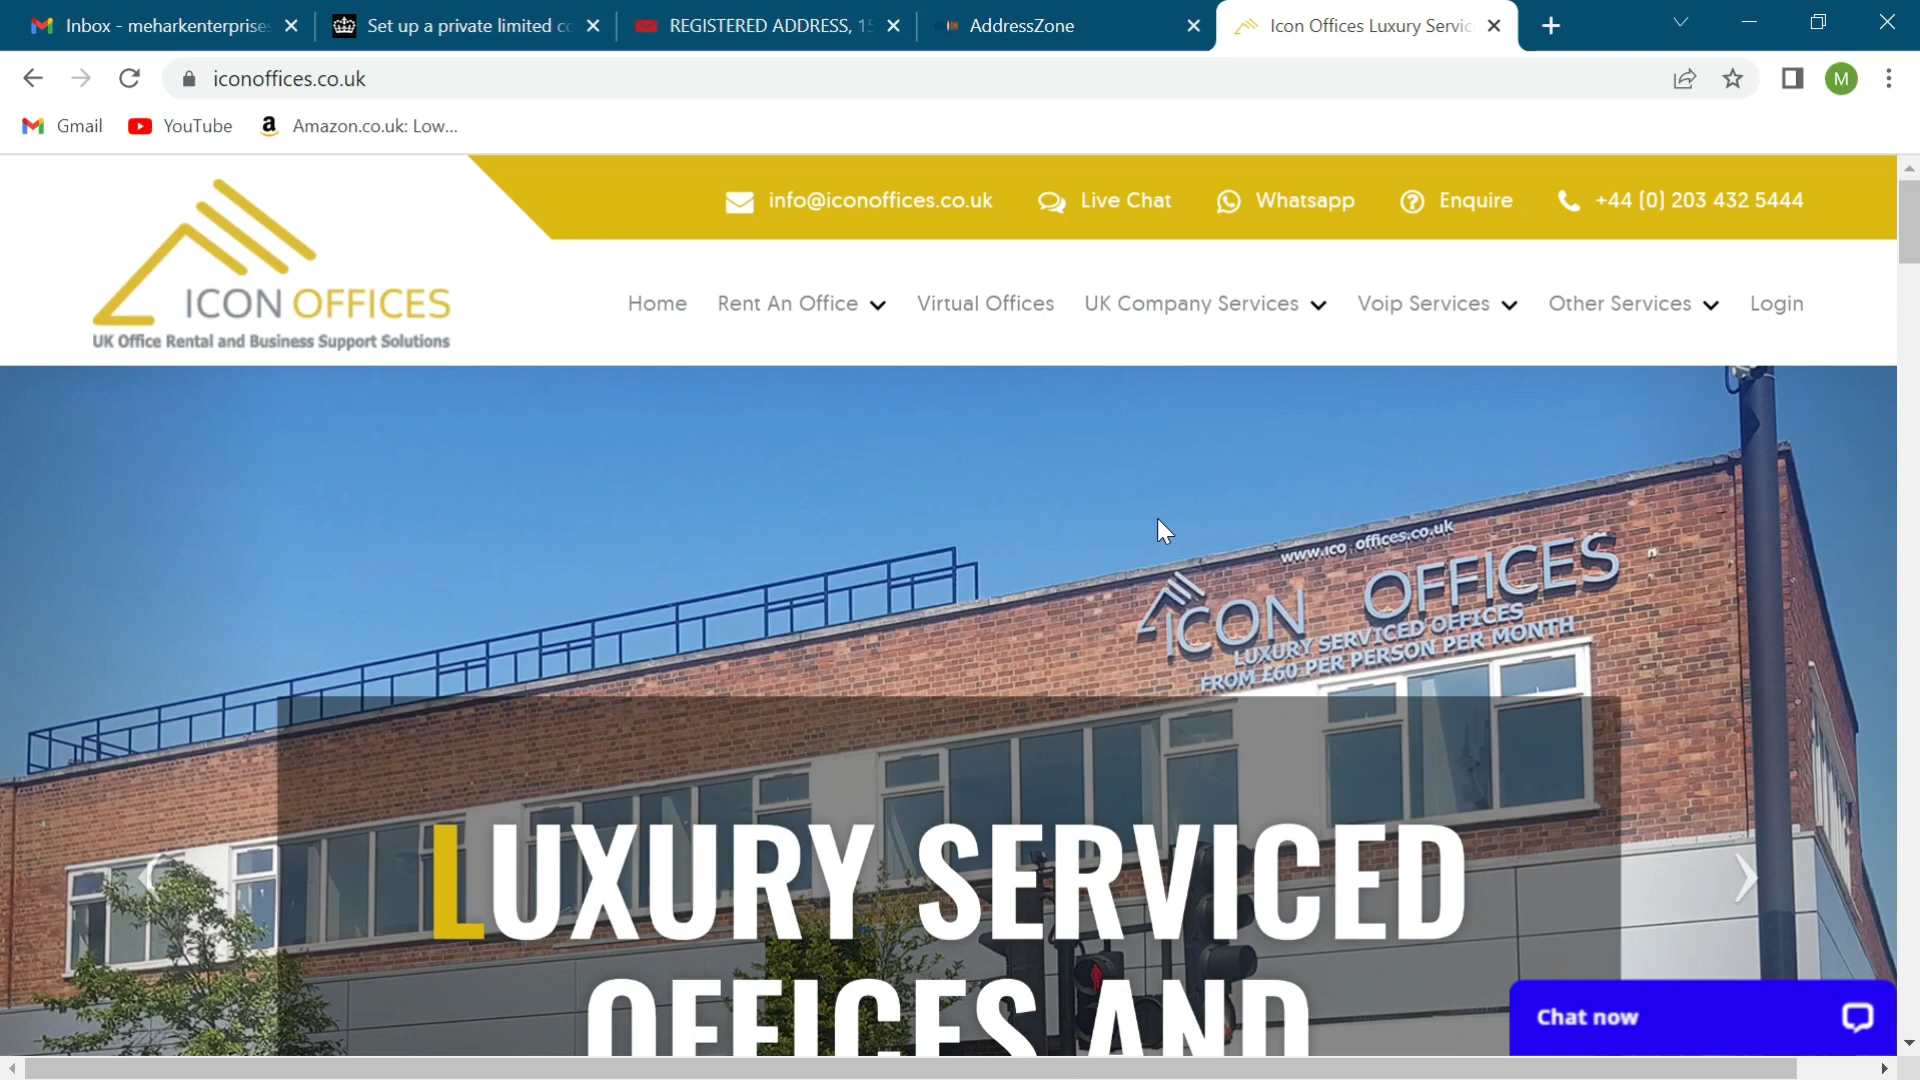 Inbox - meharkenterprise
Set up a private limited c
REGISTERED ADDRESS, 1
AddressZone
Icon Offices Luxury Servic
iconoffices.co.uk
M
Gmail
YouTube
a
Amazon.co.uk: Low...
info@iconoffices.co.uk
Live Chat
Whatsapp
Enquire
+44 (0) 203 432 5444
ICON OFFICES
UK Office Rental and Business Support Solutions
Home
Rent An Office
Virtual Offices
UK Company Services
Voip Services
Other Services
Login
www.ico offices.co.uk
ICON OFFICES
LUXURY SERVICED OFFICES
FROM £60 PER PERSON PER MONTH
LUXURY SERVICED
OFFICES AND
Chat now